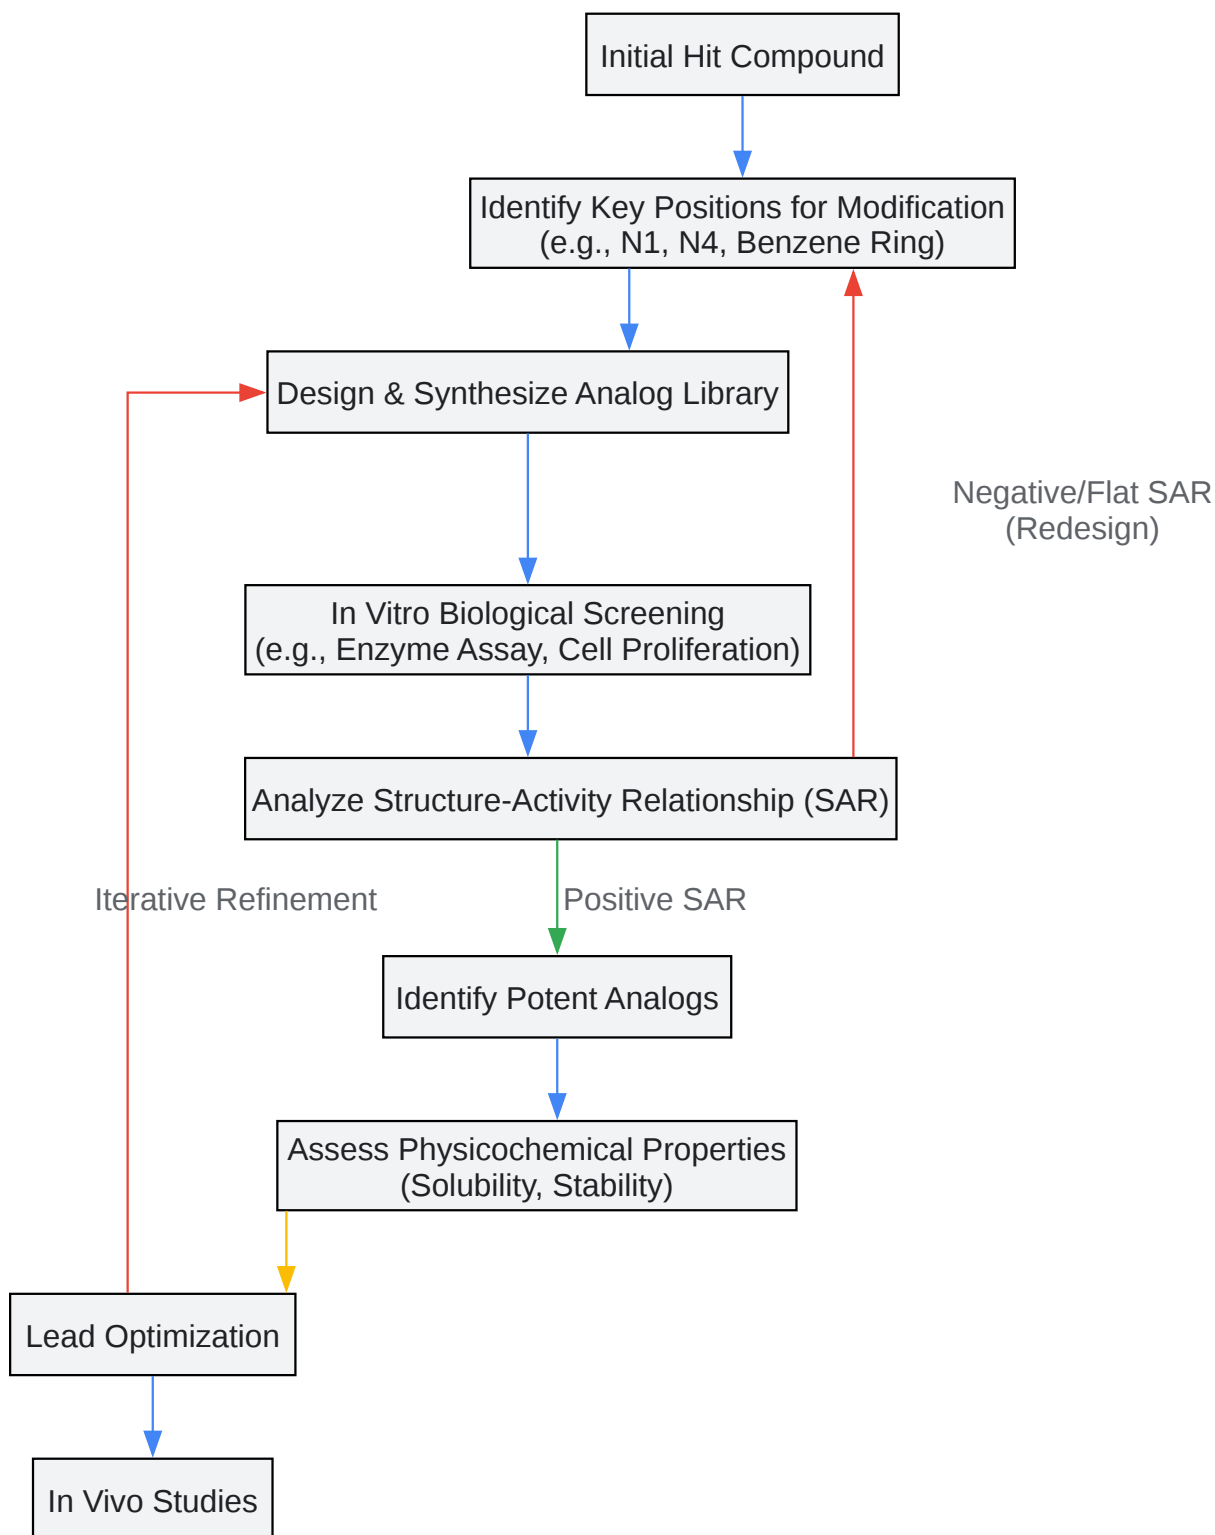 Initial Hit Compound
Identify Key Positions for Modification
(e.g., N1, N4, Benzene Ring)
Design & Synthesize Analog Library
Negative/Flat SAR
(Redesign)
In Vitro Biological Screening
(e.g., Enzyme Assay, Cell Proliferation)
Analyze Structure-Activity Relationship (SAR)
Iterative Refinement
Positive SAR
Identify Potent Analogs
Assess Physicochemical Properties
(Solubility, Stability)
Lead Optimization
In Vivo Studies